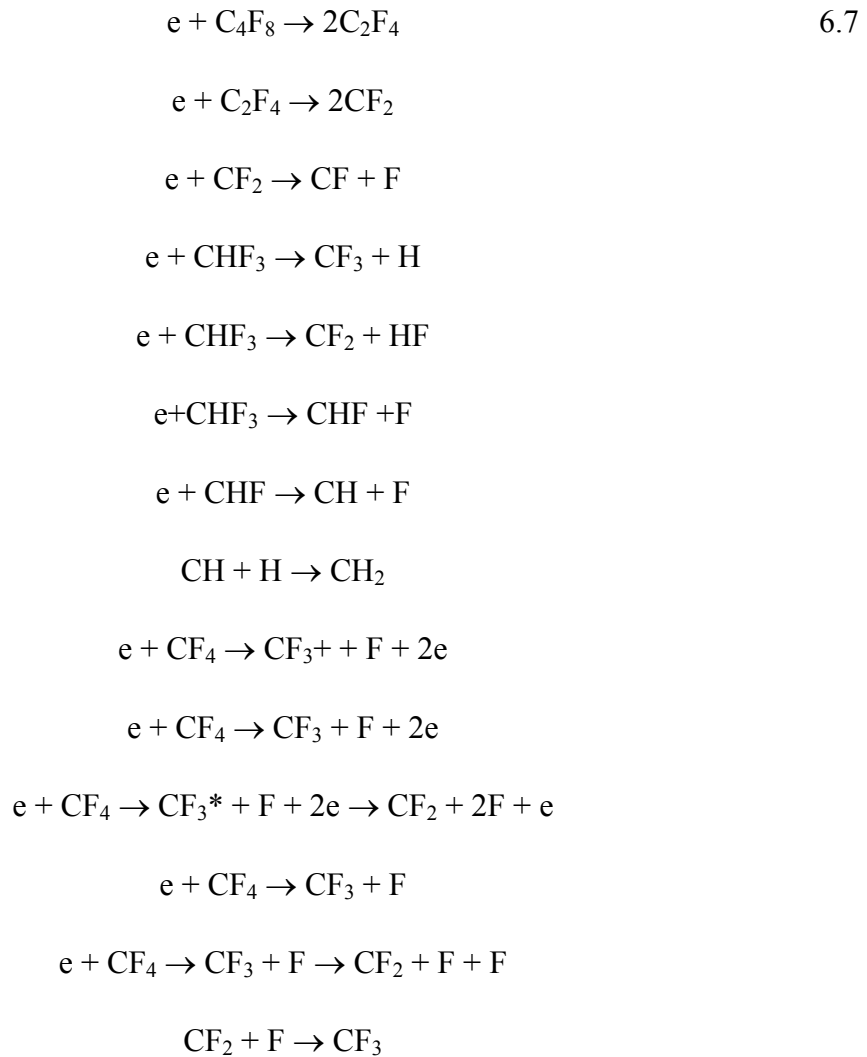 e + C₄F₈ → 2C₂F₄ 6.7
e + C₂F₄ → 2CF₂
e + CF₂ → CF + F
e + CHF₃ → CF₃ + H
e + CHF₃ → CF₂ + HF
e+CHF₃ → CHF +F
e + CHF → CH + F
CH + H → CH₂
e + CF₄ → CF₃+ + F + 2e
e + CF₄ → CF₃ + F + 2e
e + CF₄ → CF₃* + F + 2e → CF₂ + 2F + e
e + CF₄ → CF₃ + F
e + CF₄ → CF₃ + F → CF₂ + F + F
CF₂ + F → CF₃